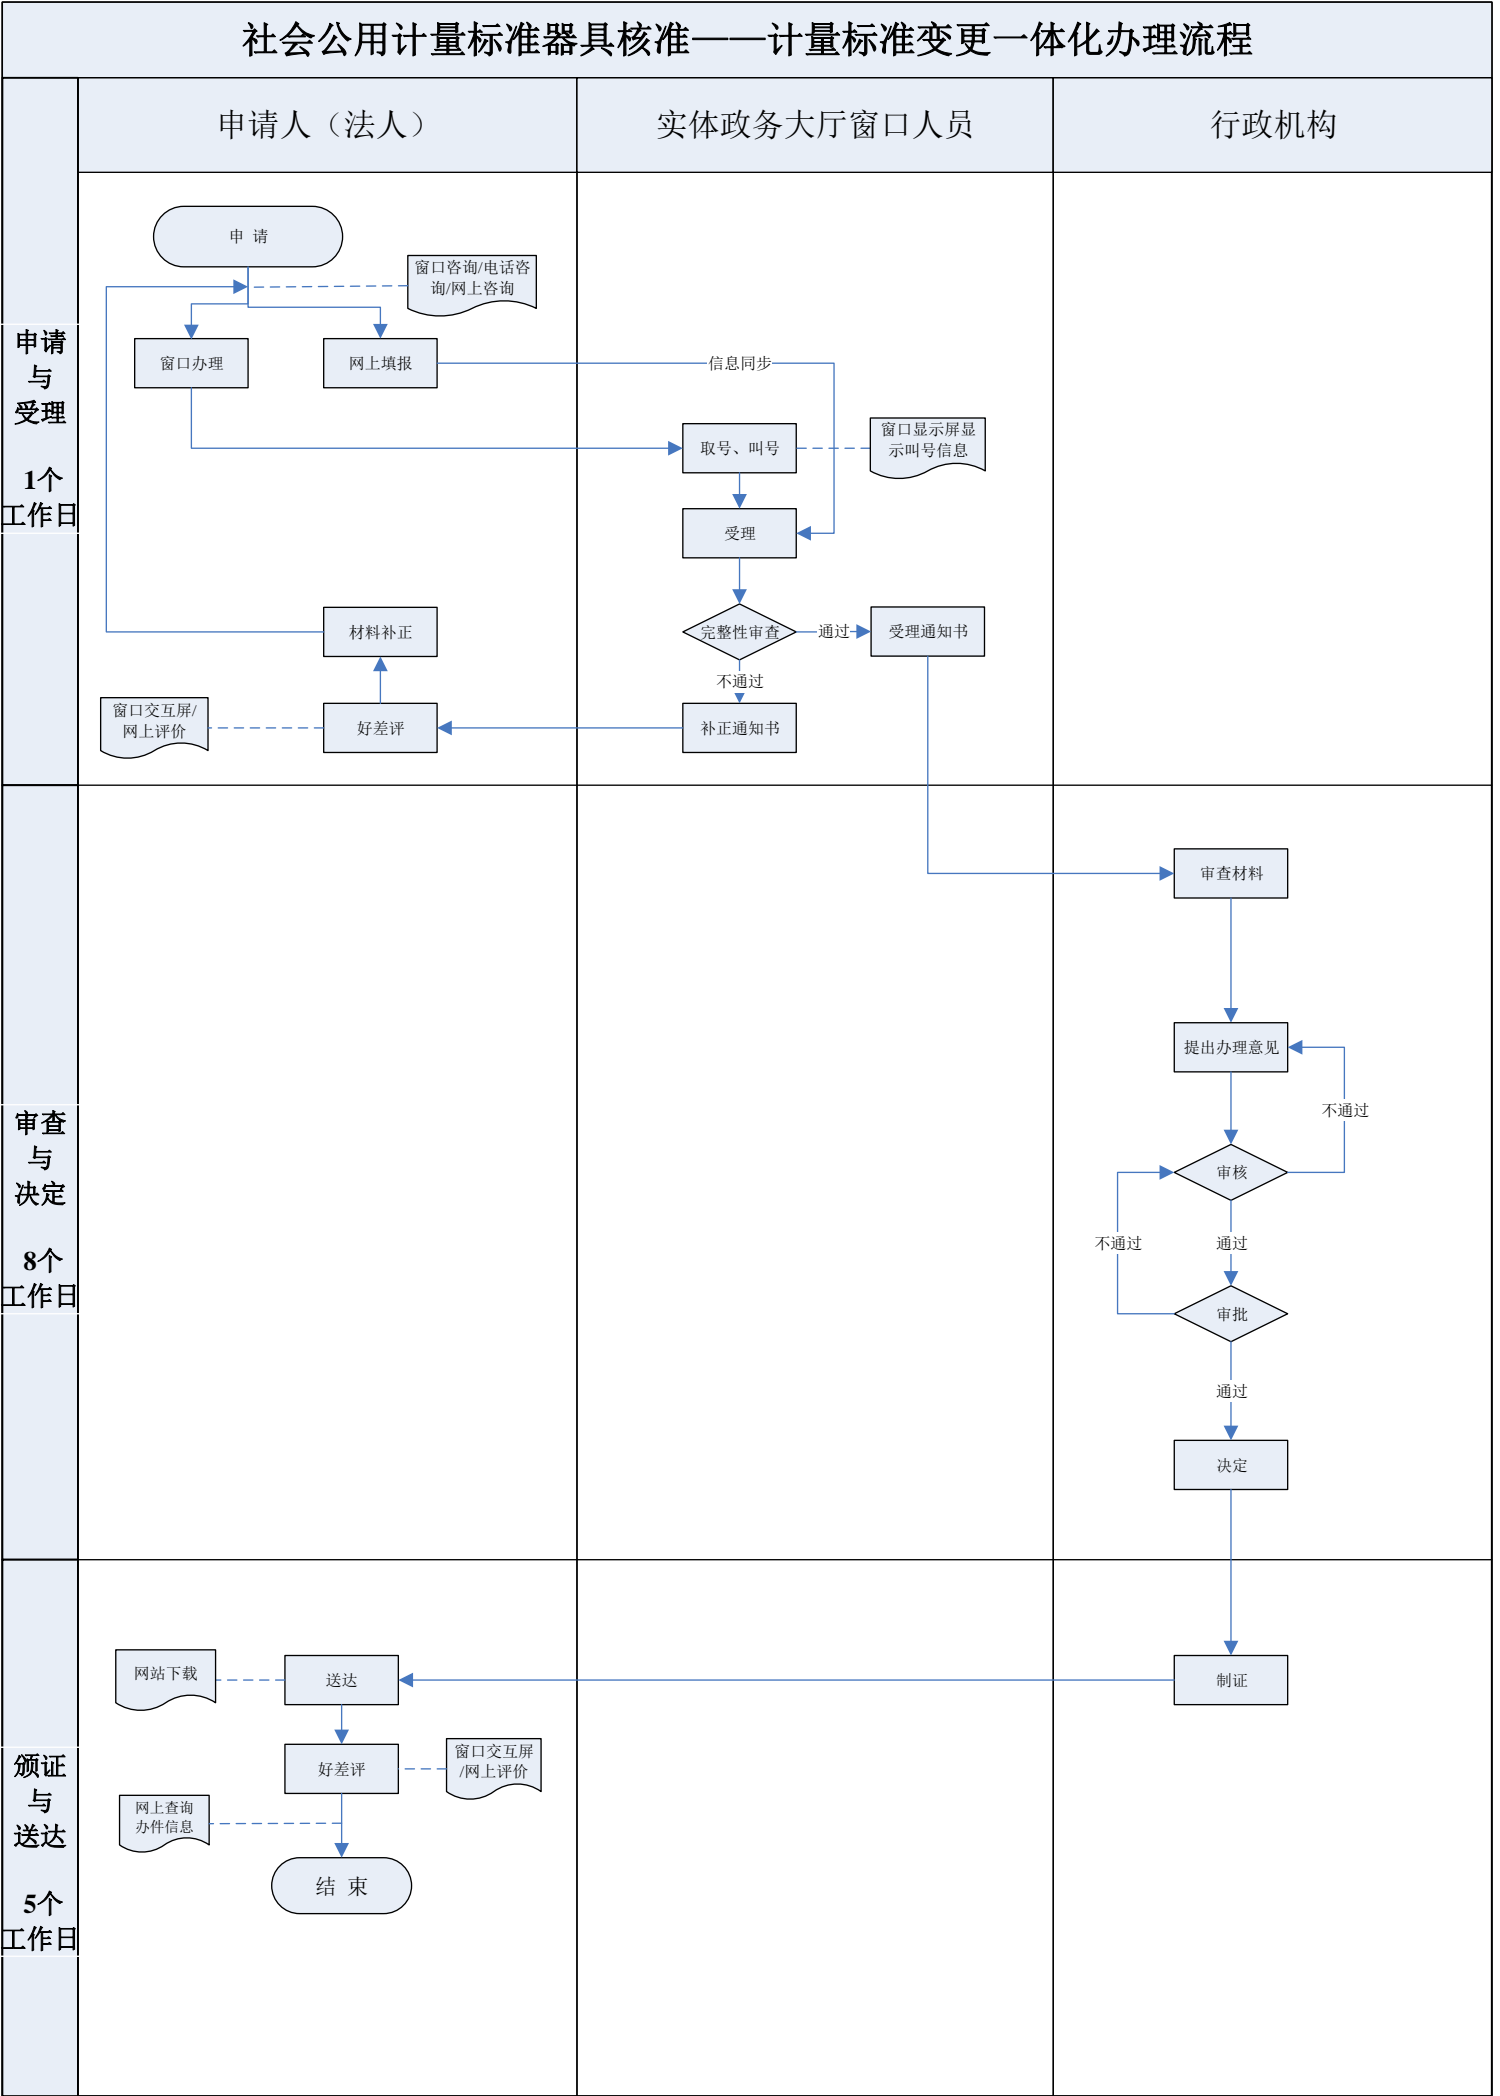 社会公用计量标准器具核准——计量标准变更一体化办理流程
申请人（法人）
实体政务大厅窗口人员
行政机构
申请
与
受理
1个
工作日
申 请
窗口咨询/电话咨
询/网上咨询
窗口办理
网上填报
信息同步
取号、叫号
窗口显示屏显
示叫号信息
受理
完整性审查
通过
受理通知书
不通过
补正通知书
材料补正
好差评
窗口交互屏/
网上评价
审查
与
决定
8个
工作日
审查材料
提出办理意见
不通过
审核
不通过
通过
审批
通过
决定
颁证
与
送达
5个
工作日
网站下载
送达
制证
好差评
窗口交互屏
/网上评价
网上查询
办件信息
结 束